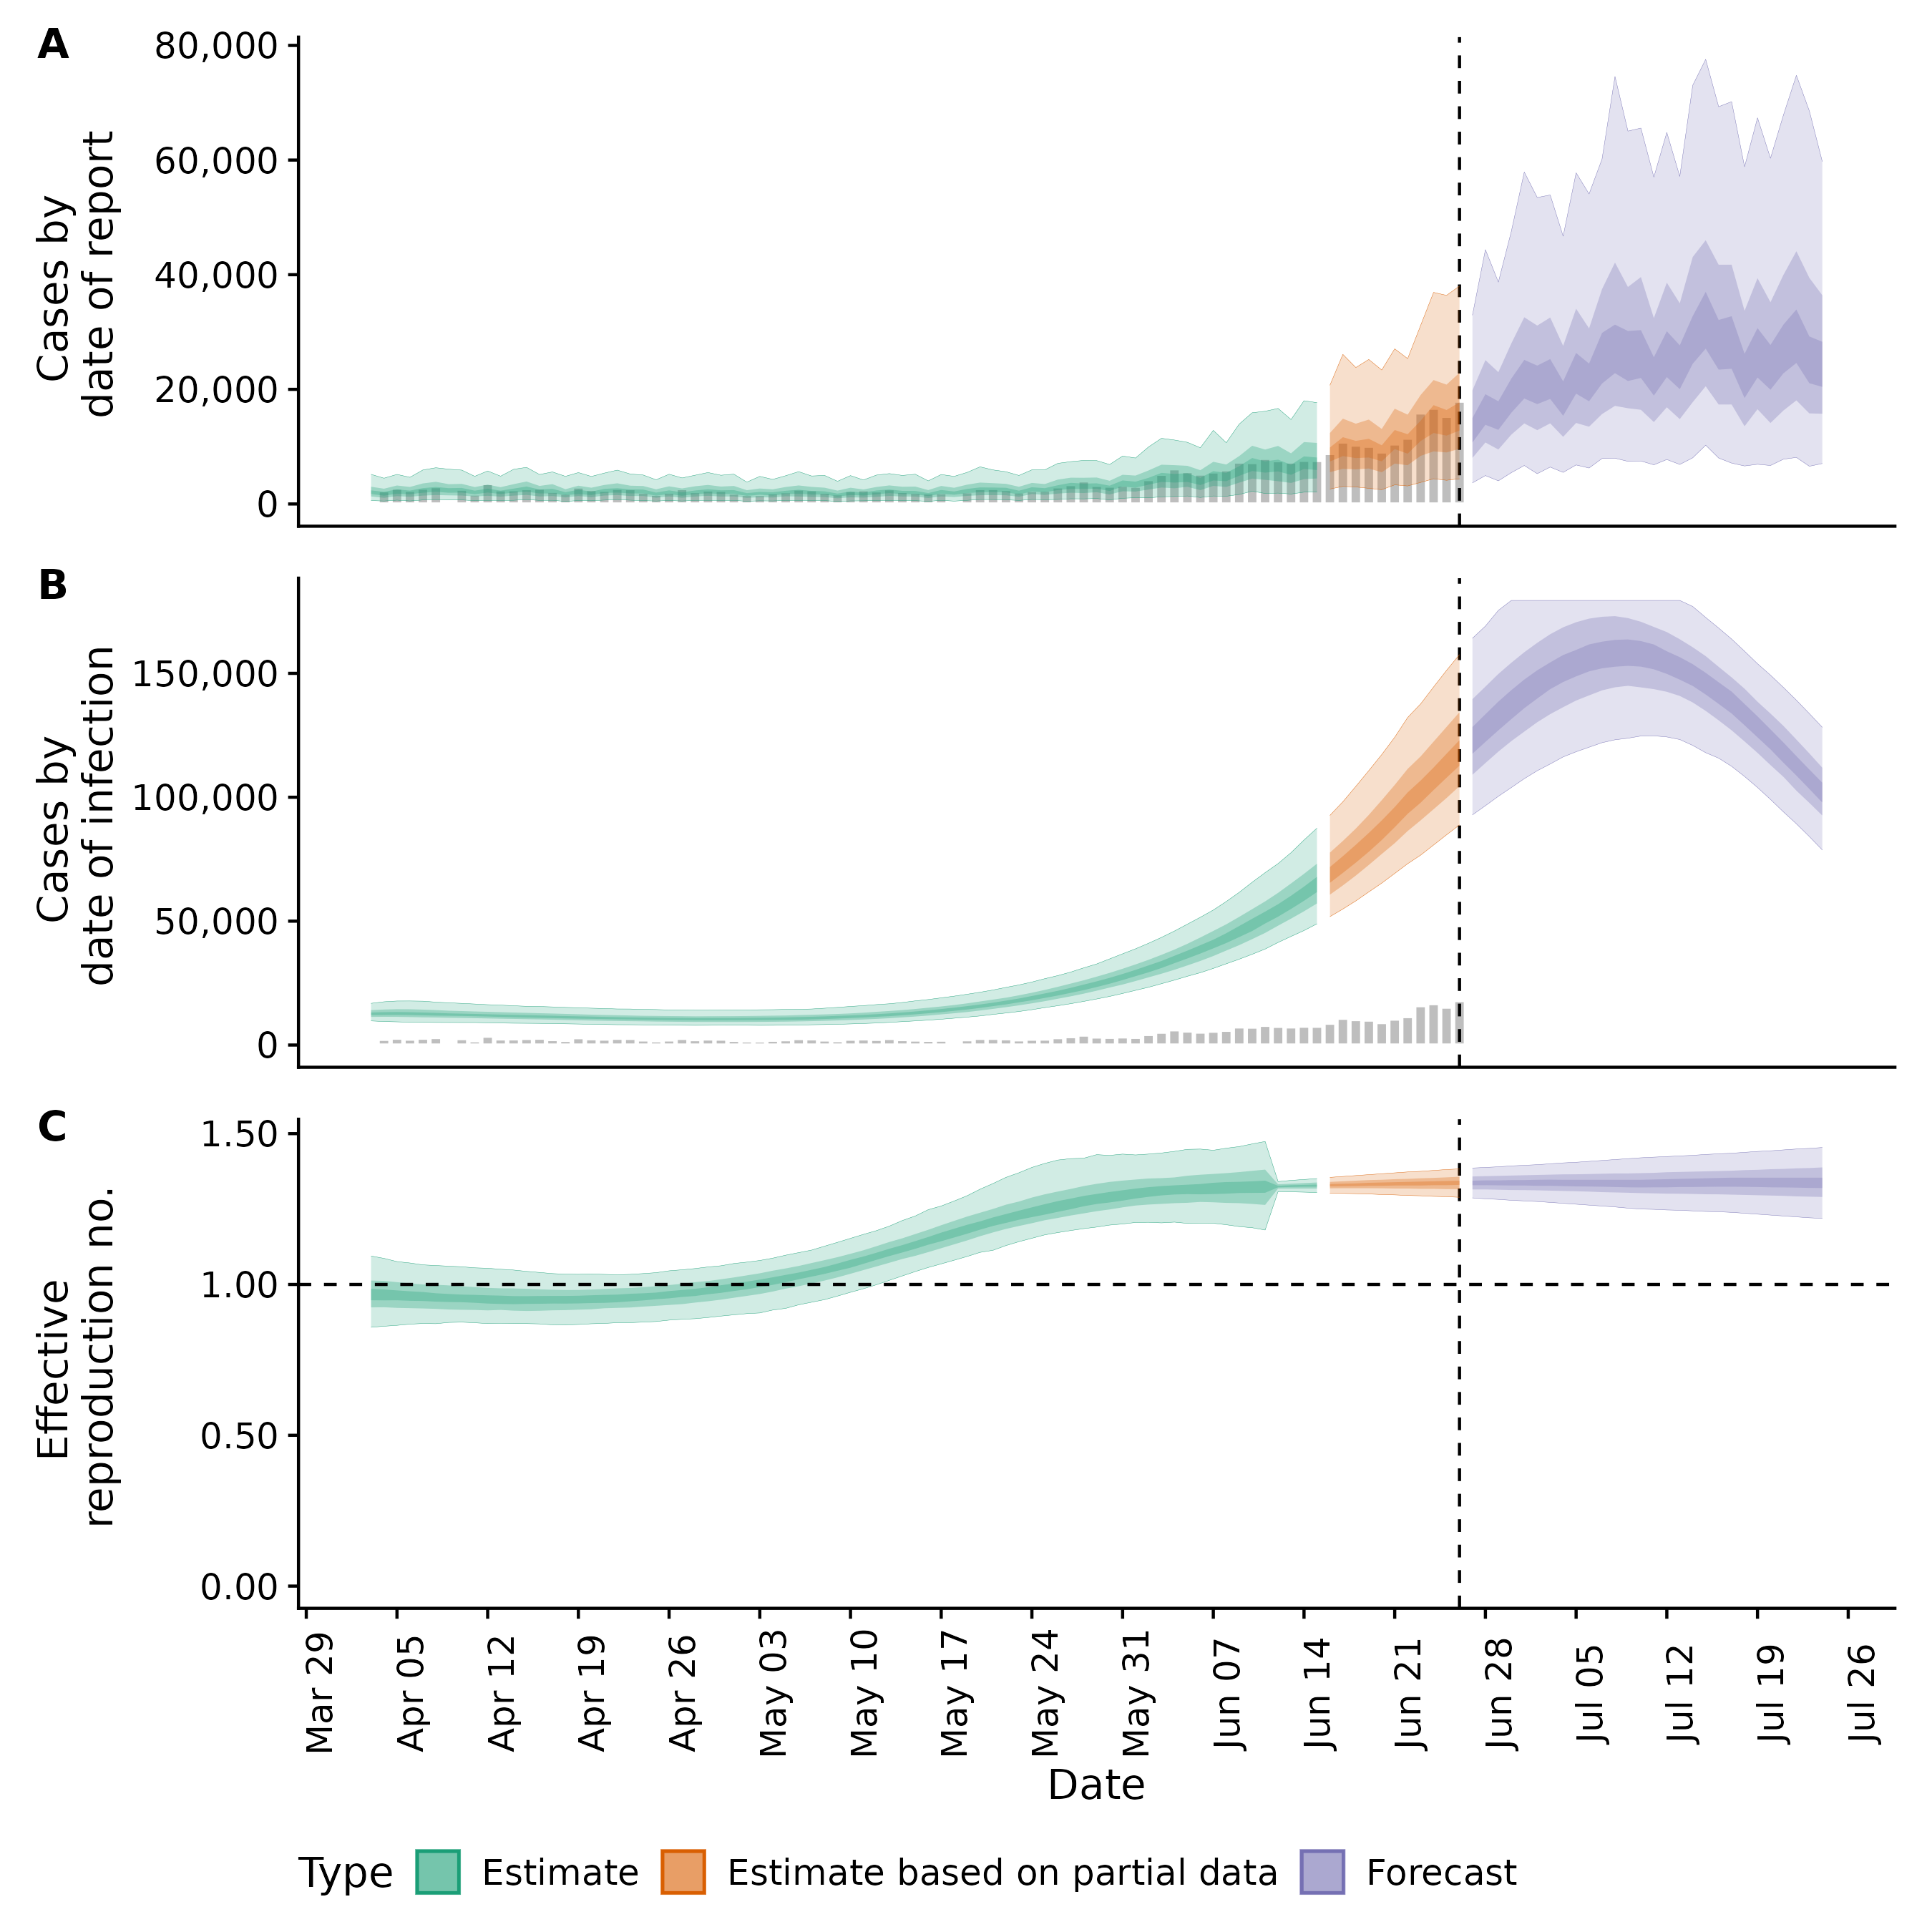 A
80,000
60,000
40,000
20,000
0
Cases by
date of report
B
150,000
100,000
50,000
0
Cases by
date of infection
C
1.50
1.00
0.50
0.00
Effective
reproduction no.
Mar 29
Apr 05
Apr 12
Apr 19
Apr 26
May 03
May 10
May 17
May 24
May 31
Jun 07
Jun 14
Jun 21
Jun 28
Jul 05
Jul 12
Jul 19
Jul 26
Date
Type Estimate Estimate based on partial data Forecast